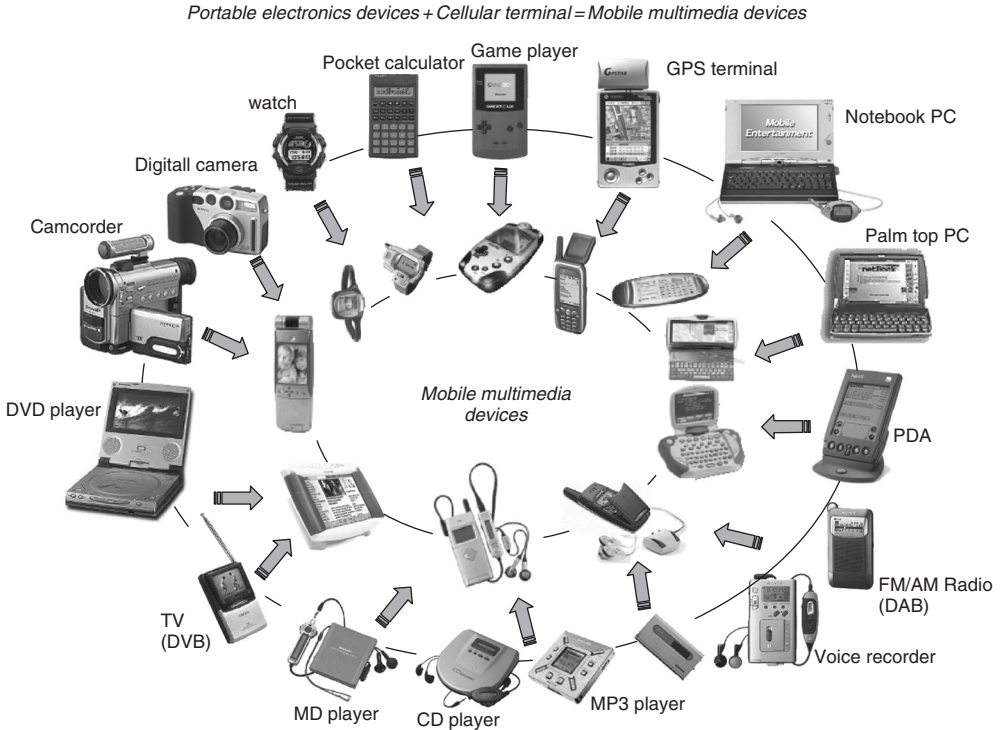 Portable electronics devices + Cellular terminal = Mobile multimedia devices
Game player
Pocket calculator
GPS terminal
watch
Notebook PC
Mobile
Entertainment
Digitall camera
Camcorder
Palm top PC
Mobile multimedia
devices
DVD player
PDA
FM/AM Radio
(DAB)
TV
(DVB)
Voice recorder
MD player
CD player
MP3 player